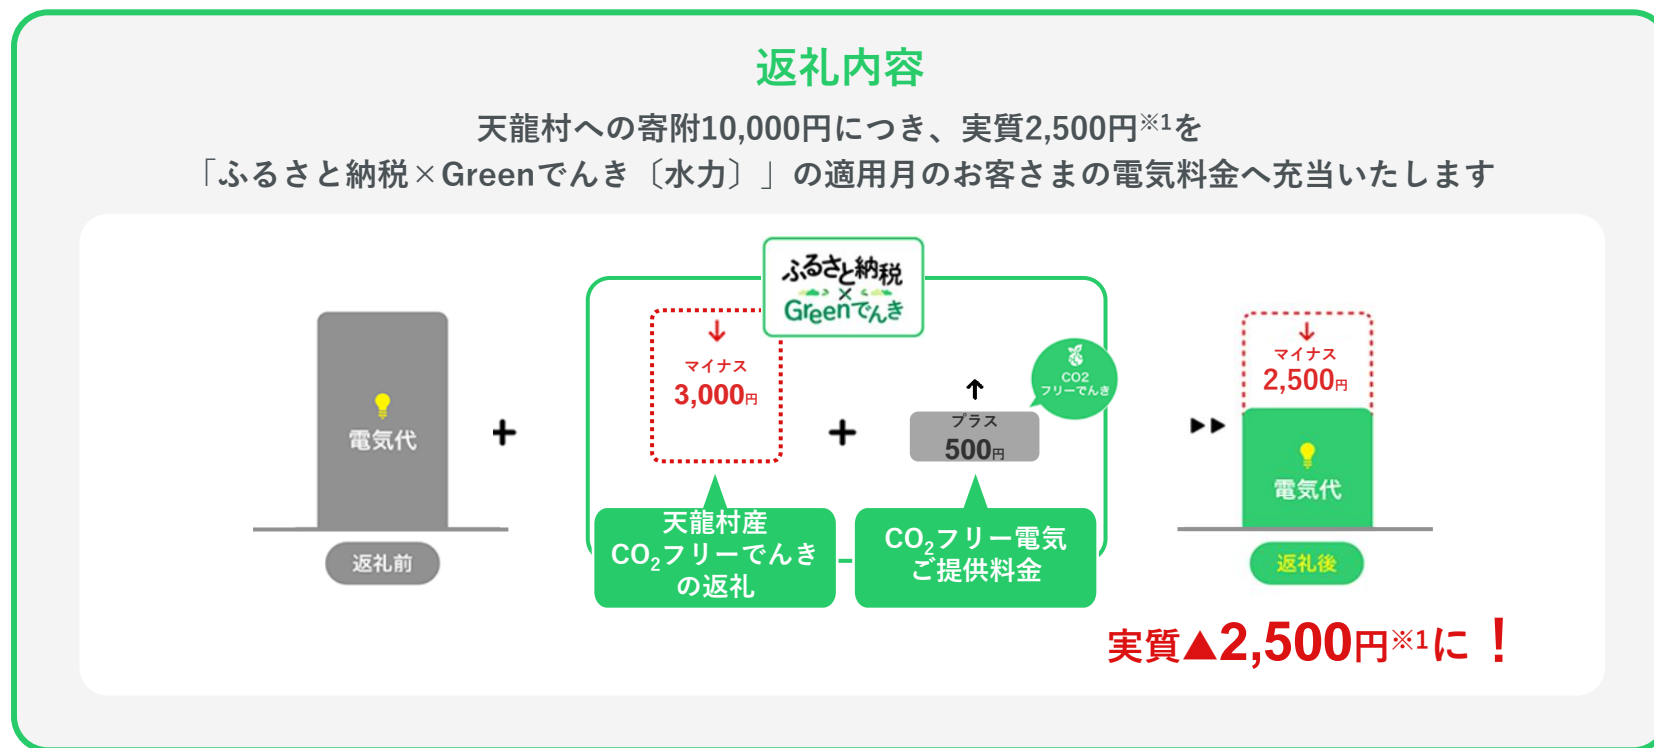 返礼内容
天龍村への寄附10,000円につき、実質2,500円※1を
「ふるさと納税×Greenでんき〔水力〕」の適用月のお客さまの電気料金へ充当いたします
ふるさと納税
×
Greenでんき
電気代
返礼前
+
↓
マイナス
3,000円
天龍村産
CO₂フリーでんき
の返礼
+
↑
プラス
500円
CO2
フリーでんき
CO₂フリー電気
ご提供料金
▶▶
↓
マイナス
2,500円
電気代
返礼後
実質▲2,500円※1に！